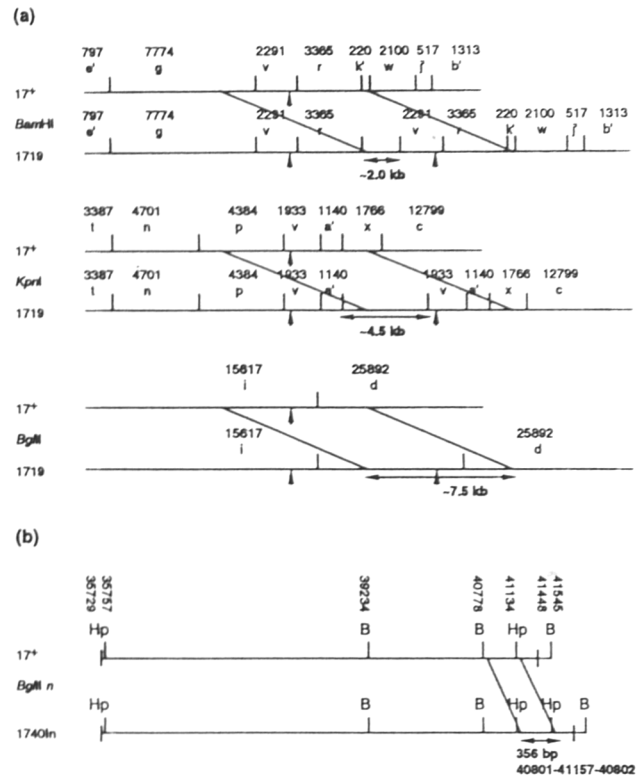 (a)
797 7774 2291 3365 220 2100 517 1313
e' g v r k' w j' b'
17+
797 7774 2291 3365 2291 3365 220 2100 517 1313
BamHI
e' g v r v r k' w j' b'
1719
~2.0 kb
3387 4701 4384 1933 1140 1766 12799
t n p v a' x c
17+
KpnI
3387 4701 4384 1933 1140 1933 1140 1766 12799
t n p v a' v a' x c
1719
~4.5 kb
15617 25892
i d
17+
BglII
15617 25892
i d
1719
~7.5 kb
(b)
35729 35757 39234 40778 41134 41448 41545
Hp B B Hp B
17+
BglII n
Hp B B Hp Hp B
1740In
356 bp
40801-41157-40802